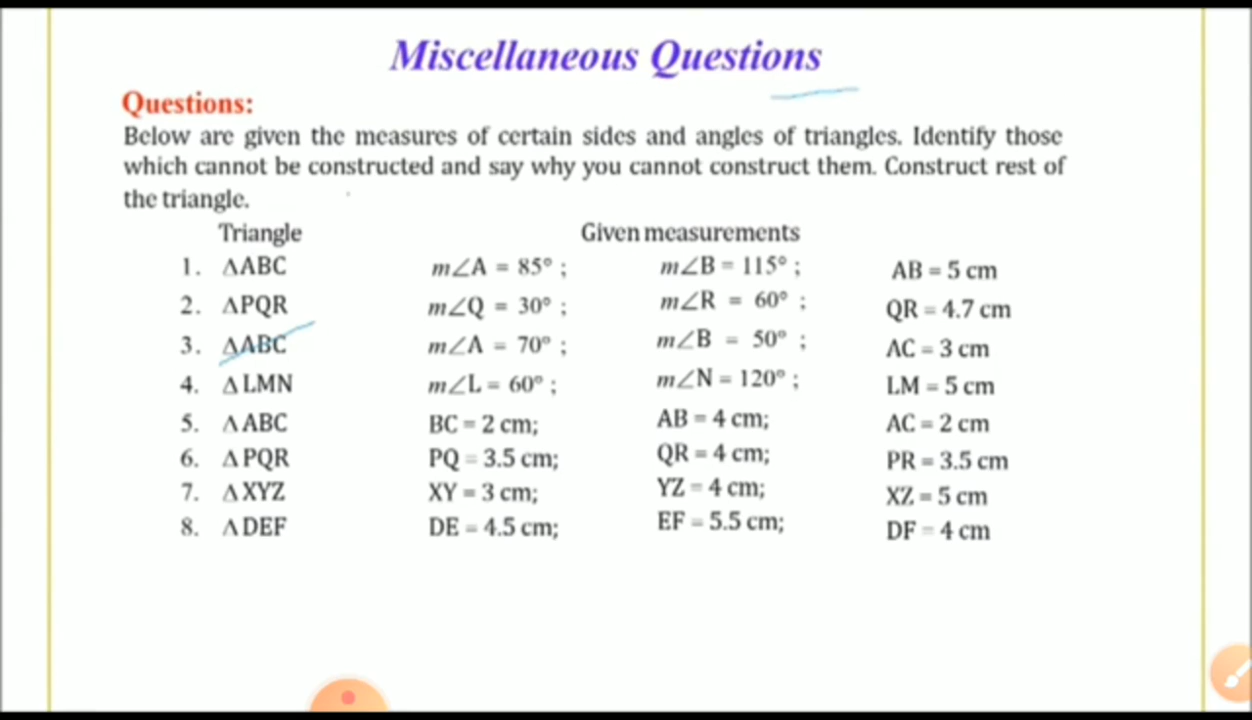 Miscellaneous Questions
Questions:
Below are given the measures of certain sides and angles of triangles. Identify those
which cannot be constructed and say why you cannot construct them. Construct rest of
the triangle.
Triangle Given measurements
1. ΔABC m∠A = 85° ; m∠B = 115° ; AB = 5 cm
2. ΔPQR m∠Q = 30° ; m∠R = 60° ; QR = 4.7 cm
3. ΔABC m∠A = 70° ; m∠B = 50° ; AC = 3 cm
4. ΔLMN m∠L = 60° ; m∠N = 120° ; LM = 5 cm
5. ΔABC BC = 2 cm; AB = 4 cm; AC = 2 cm
6. ΔPQR PQ = 3.5 cm; QR = 4 cm; PR = 3.5 cm
7. ΔXYZ XY = 3 cm; YZ = 4 cm; XZ = 5 cm
8. ΔDEF DE = 4.5 cm; EF = 5.5 cm; DF = 4 cm